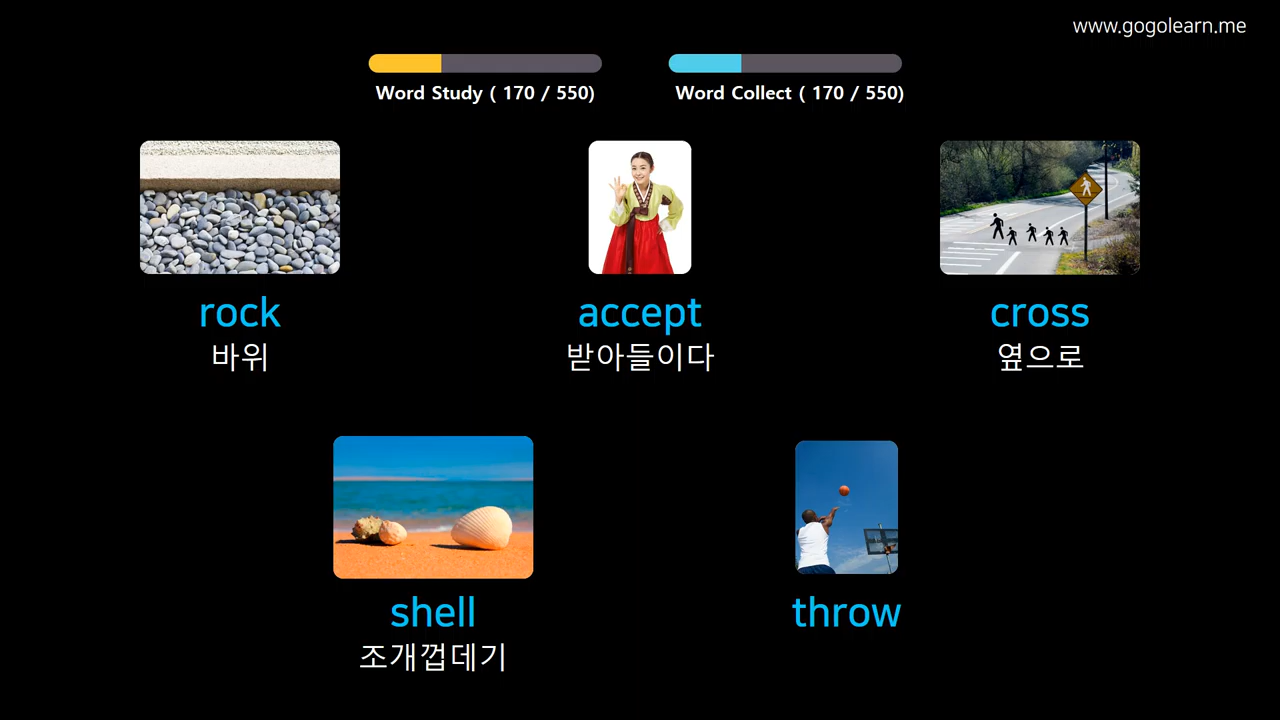 www.gogolearn.me
Word Study ( 170 / 550)
Word Collect ( 170 / 550)
rock
바위
accept
받아들이다
cross
옆으로
shell
조개껍데기
throw